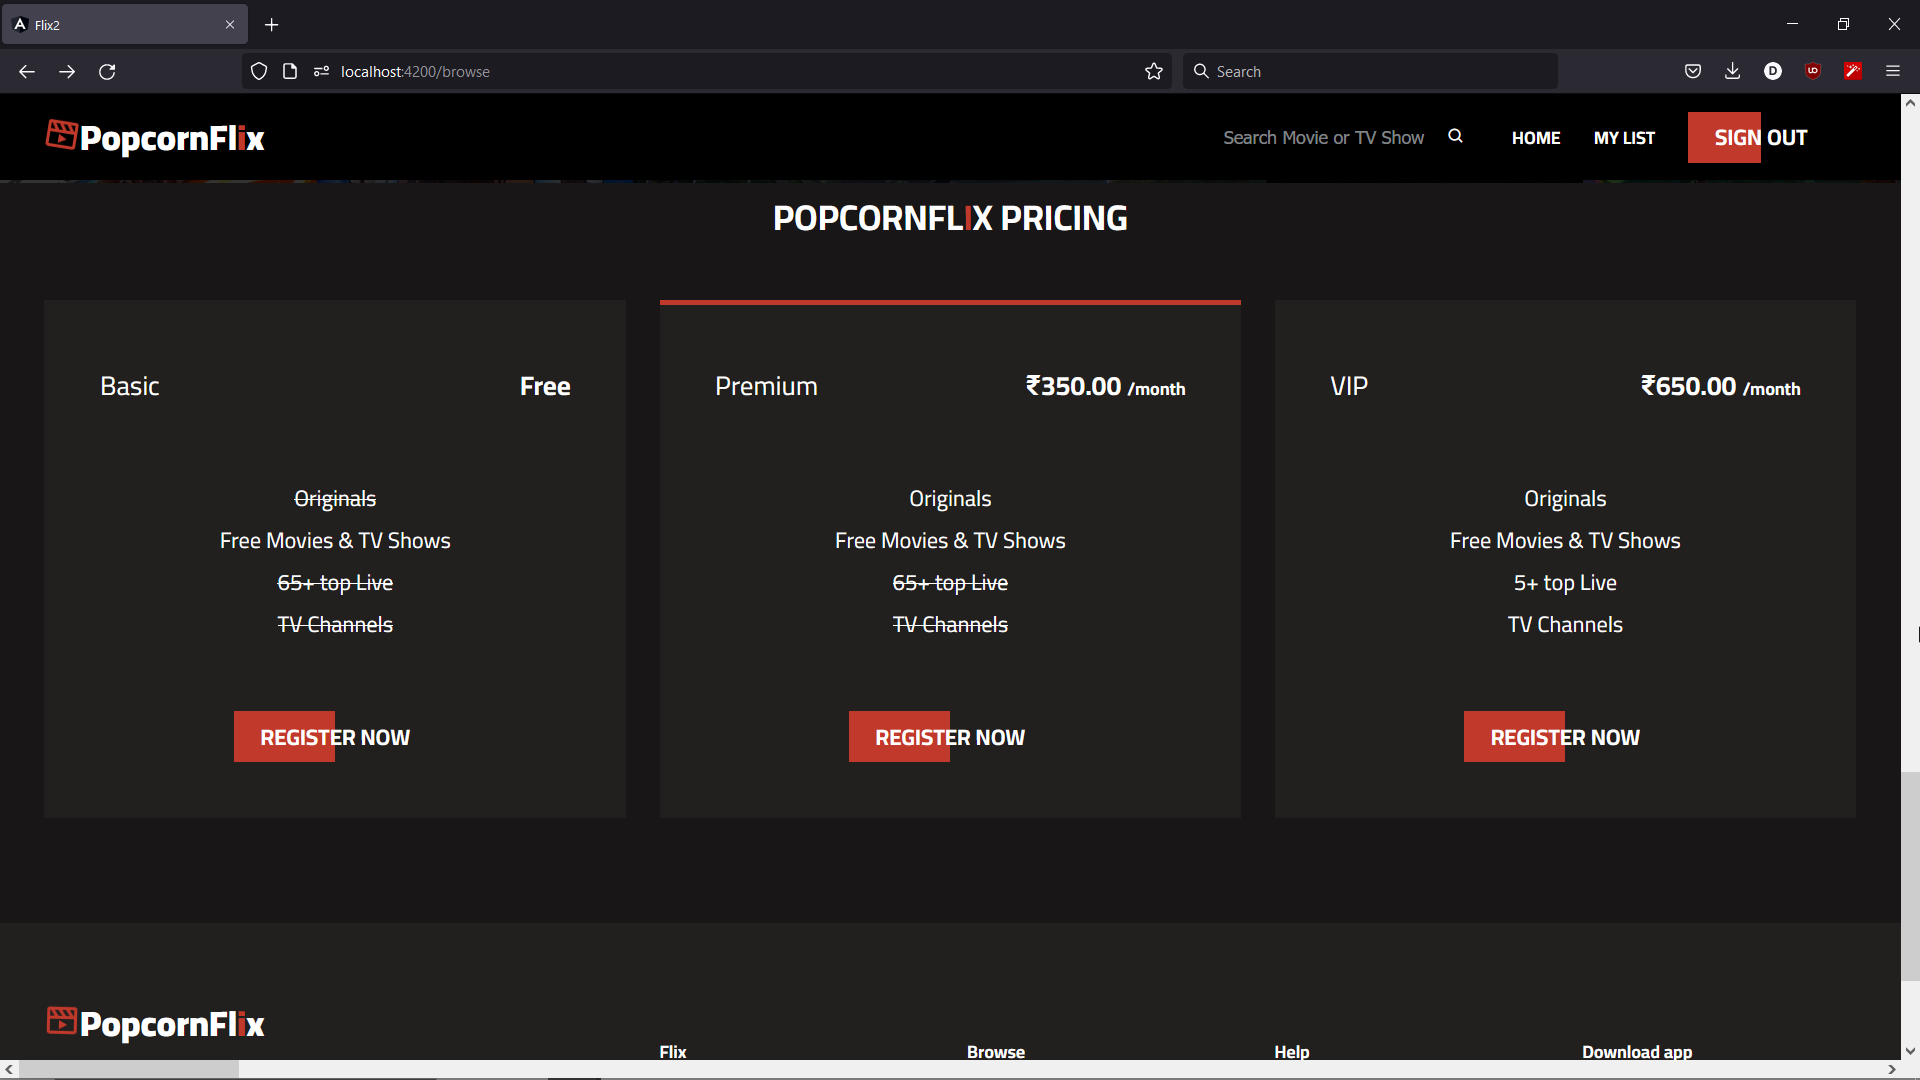 Flix2
localhost:4200/browse
Search
PopcornFlix
Search Movie or TV Show
HOME
MY LIST
SIGN OUT
POPCORNFLIX PRICING
Basic
Free
Originals
Free Movies & TV Shows
65+ top Live
TV Channels
REGISTER NOW
Premium
₹350.00 /month
Originals
Free Movies & TV Shows
65+ top Live
TV Channels
REGISTER NOW
VIP
₹650.00 /month
Originals
Free Movies & TV Shows
5+ top Live
TV Channels
REGISTER NOW
PopcornFlix
Flix
Browse
Help
Download app